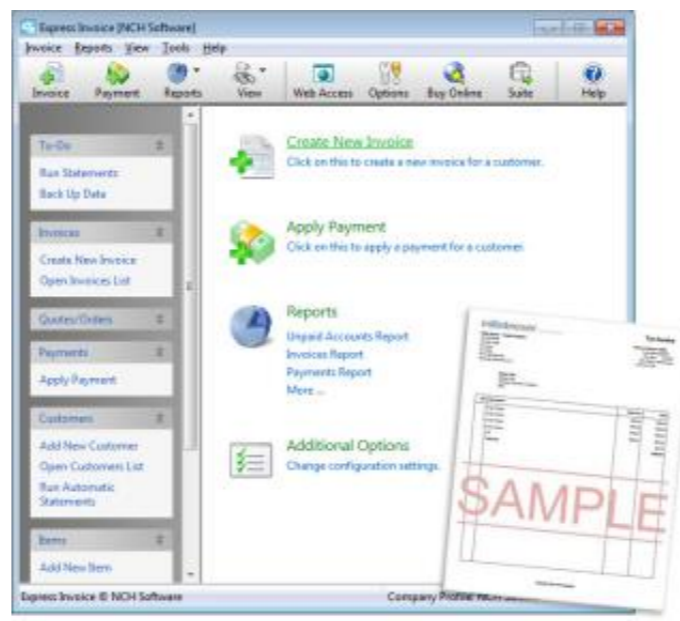 Express Invoice [NCH Software]
Invoice Reports View Tools Help
Invoice Payment Reports View Web Access Options Buy Online Suite Help
To-Do
Run Statements
Back Up Data
Invoices
Create New Invoice
Open Invoices List
Quotes/Orders
Payments
Apply Payment
Customers
Add New Customer
Open Customers List
Run Automatic
Statements
Items
Add New Item
Create New Invoice
Click on this to create a new invoice for a customer.
Apply Payment
Click on this to apply a payment for a customer.
Reports
Unpaid Accounts Report
Invoices Report
Payments Report
More ...
Additional Options
Change configuration settings.
SAMPLE
Express Invoice © NCH Software
Company Profile: NCH